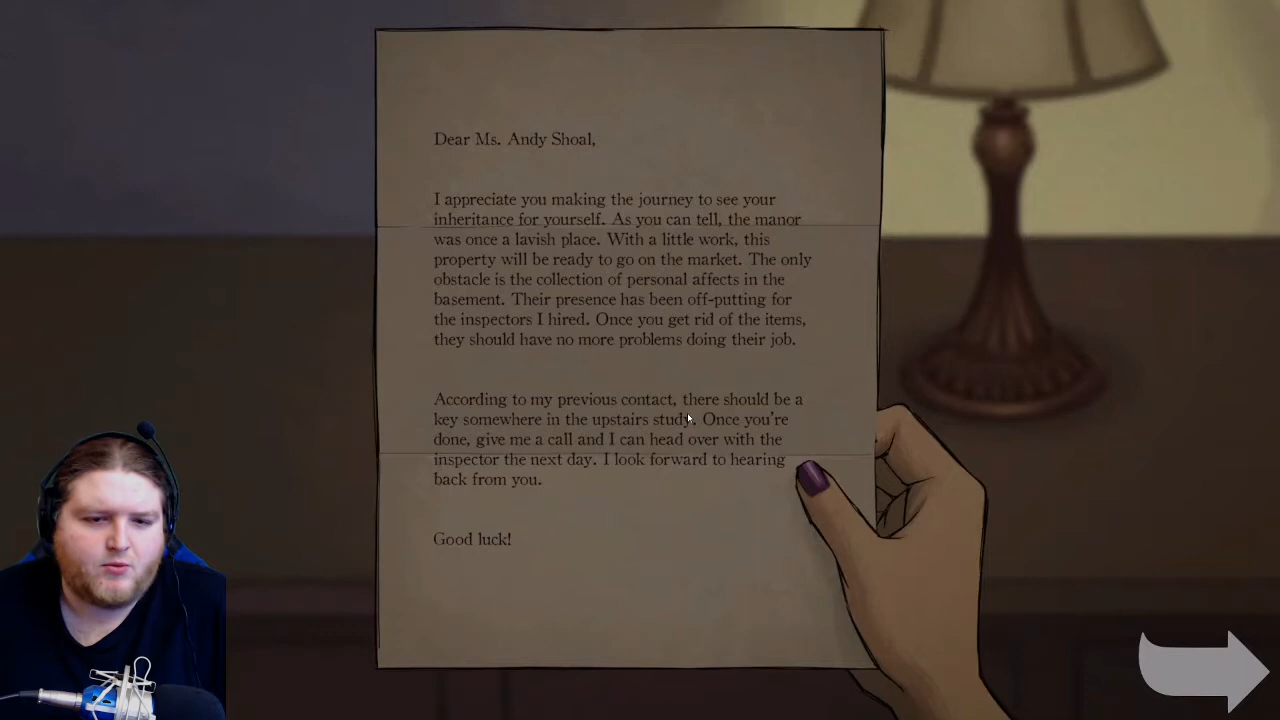 Dear Ms. Andy Shoal,
I appreciate you making the journey to see your
inheritance for yourself. As you can tell, the manor
was once a lavish place. With a little work, this
property will be ready to go on the market. The only
obstacle is the collection of personal affects in the
basement. Their presence has been off-putting for
the inspectors I hired. Once you get rid of the items,
they should have no more problems doing their job.
According to my previous contact, there should be a
key somewhere in the upstairs study. Once you're
done, give me a call and I can head over with the
inspector the next day. I look forward to hearing
back from you.
Good luck!